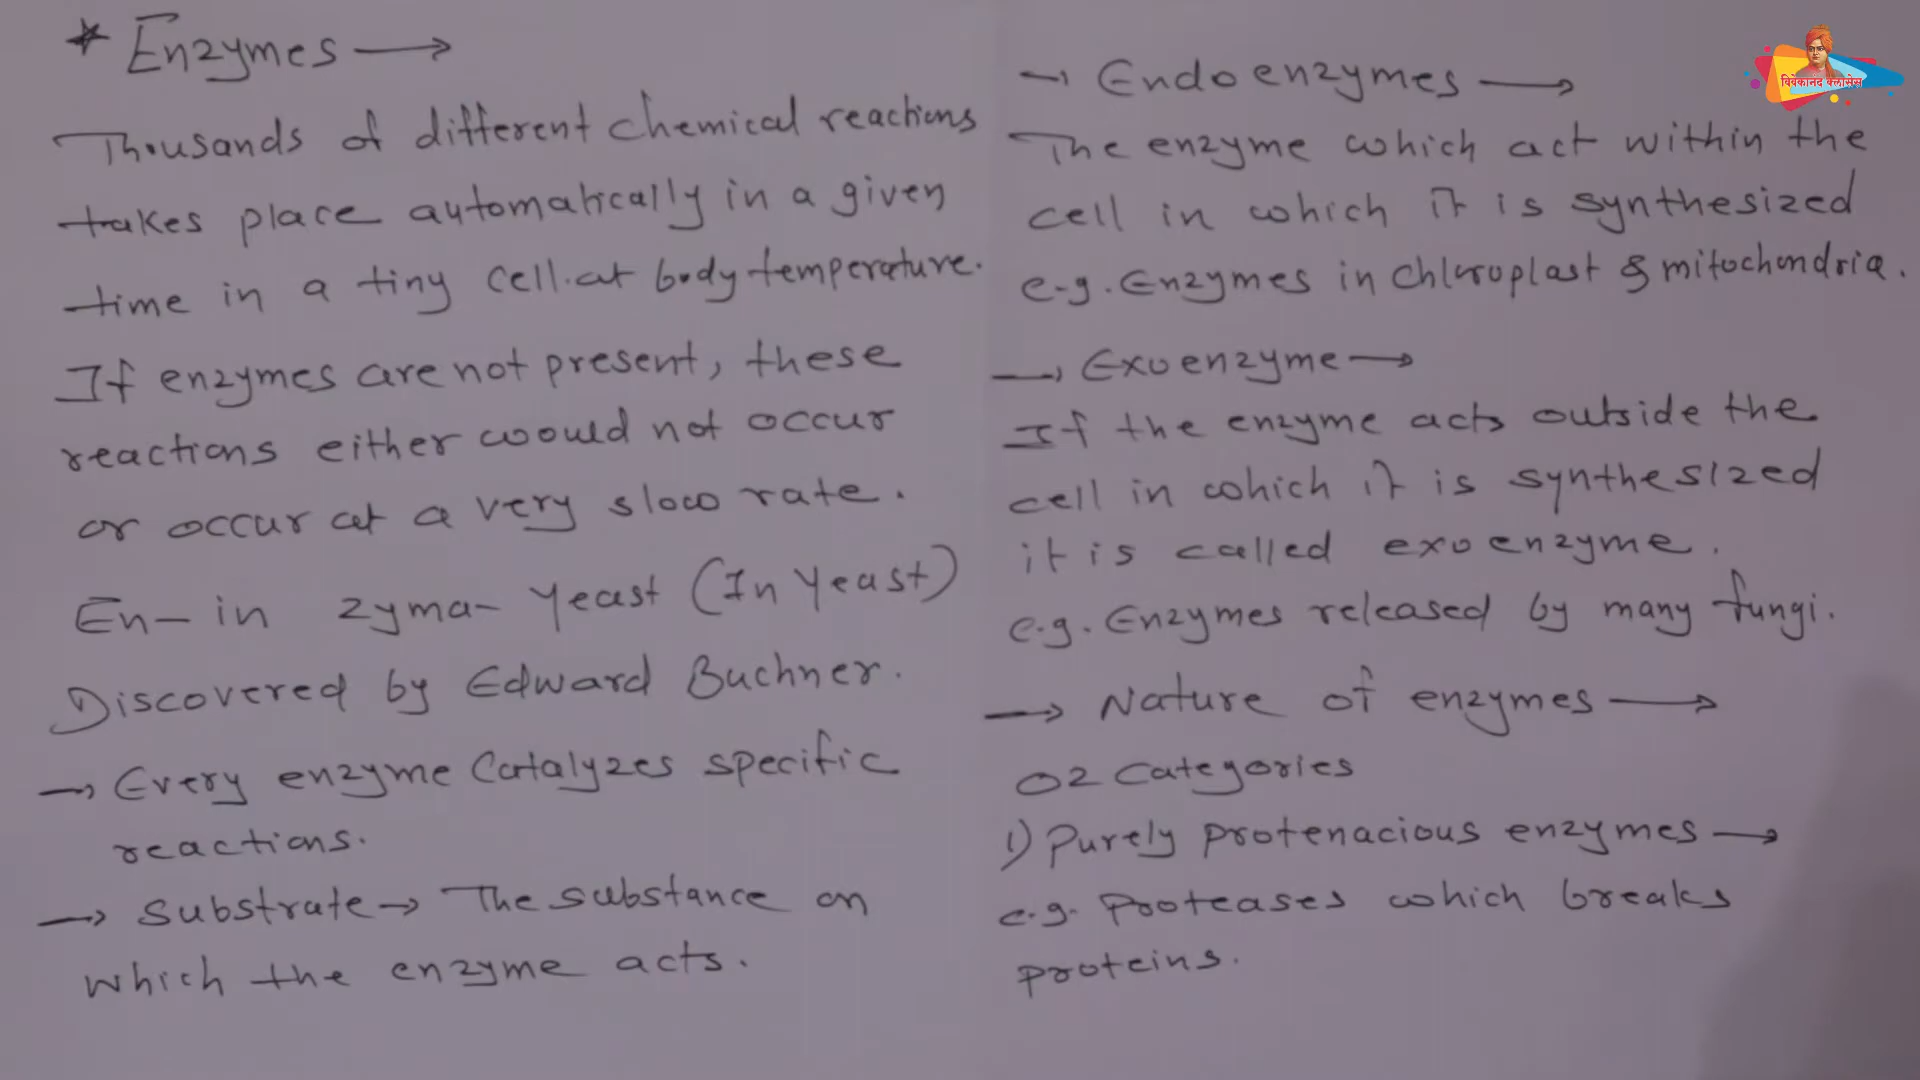 * Enzymes →
Thousands of different chemical reactions
takes place automatically in a given
time in a tiny cell. at body temperature.
If enzymes are not present, these
reactions either would not occur
or occur at a very slow rate.
En- in zyma- Yeast (In Yeast)
Discovered by Edward Buchner.
→ Every enzyme Catalyzes specific
reactions.
→ Substrate → The substance on
which the enzyme acts.
→ Endoenzymes →
The enzyme which act within the
cell in which it is synthesized
e.g. Enzymes in Chloroplast & mitochondria.
→ Exoenzyme →
If the enzyme acts outside the
cell in which it is synthesized
it is called exoenzyme.
e.g. Enzymes released by many fungi.
→ Nature of enzymes →
02 Categories
1) Purely protenacious enzymes →
e.g. Proteases which breaks
proteins.
विवेकानंद क्लासेस